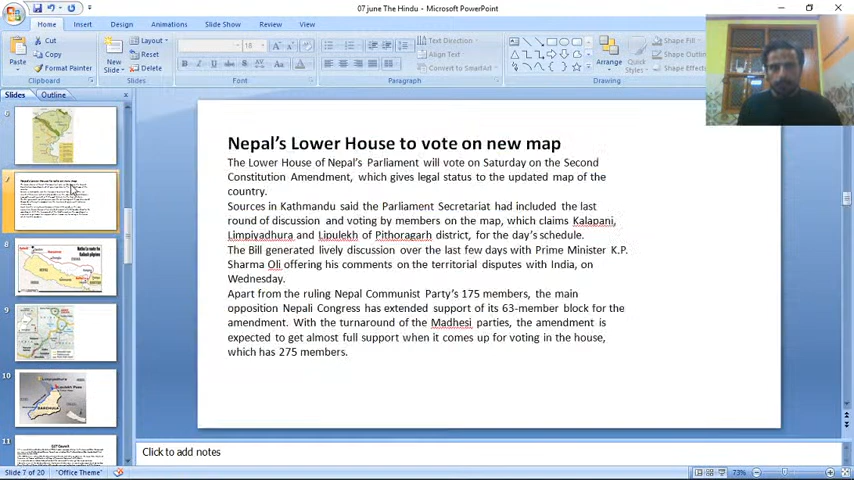 07 june The Hindu - Microsoft PowerPoint
Home Insert Design Animations Slide Show Review View
Paste
Cut
Copy
Format Painter
Clipboard
New
Slide
Layout
Reset
Delete
Slides
18
Font
Text Direction
Align Text
Convert to SmartArt
Paragraph
Arrange
Quick
Styles
Shape Fill
Drawing
Slides Outline
7
8
9
10
11
Nepal's Lower House to vote on new map
The Lower House of Nepal's Parliament will vote on Saturday on the Second
Constitution Amendment, which gives legal status to the updated map of the
country.
Sources in Kathmandu said the Parliament Secretariat had included the last
round of discussion and voting by members on the map, which claims Kalapani,
Limpiyadhura and Lipulekh of Pithoragarh district, for the day's schedule.
The Bill generated lively discussion over the last few days with Prime Minister K.P.
Sharma Oli offering his comments on the territorial disputes with India, on
Wednesday.
Apart from the ruling Nepal Communist Party's 175 members, the main
opposition Nepali Congress has extended support of its 63-member block for the
amendment. With the turnaround of the Madhesi parties, the amendment is
expected to get almost full support when it comes up for voting in the house,
which has 275 members.
Click to add notes
Slide 7 of 20 "Office Theme" 73%